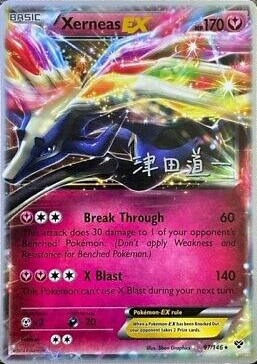 BASIC
Xerneas EX HP170
津田道一
Break Through 60
This attack does 30 damage to 1 of your opponent's
Benched Pokémon. (Don't apply Weakness and
Resistance for Benched Pokémon.)
X Blast 140
This Pokémon can't use X Blast during your next turn.
×2 -20
Pokémon-EX rule
When a Pokémon-EX has been Knocked Out,
your opponent takes 2 Prize cards.
Illus. Shin Graphics
97/146
XY